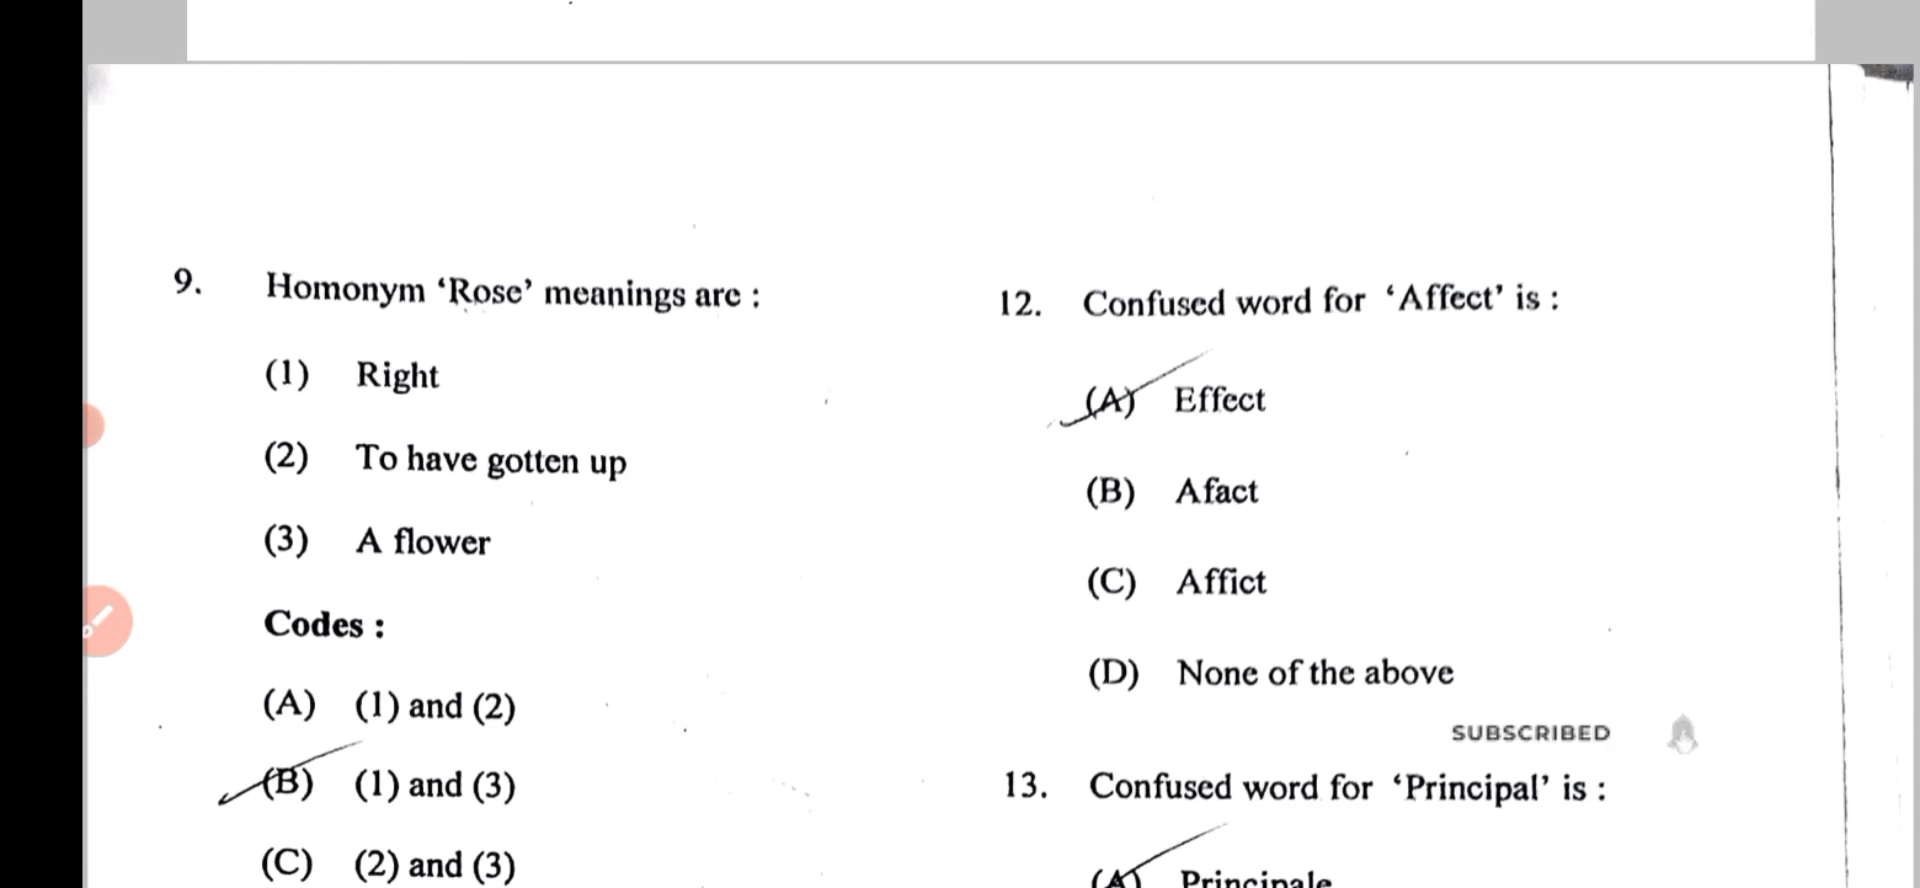 9. Homonym ‘Rose’ meanings are :
(1) Right
(2) To have gotten up
(3) A flower
Codes :
(A) (1) and (2)
(B) (1) and (3)
(C) (2) and (3)
12. Confused word for ‘Affect’ is :
(A) Effect
(B) Afact
(C) Affict
(D) None of the above
SUBSCRIBED
13. Confused word for ‘Principal’ is :
(A) Principale